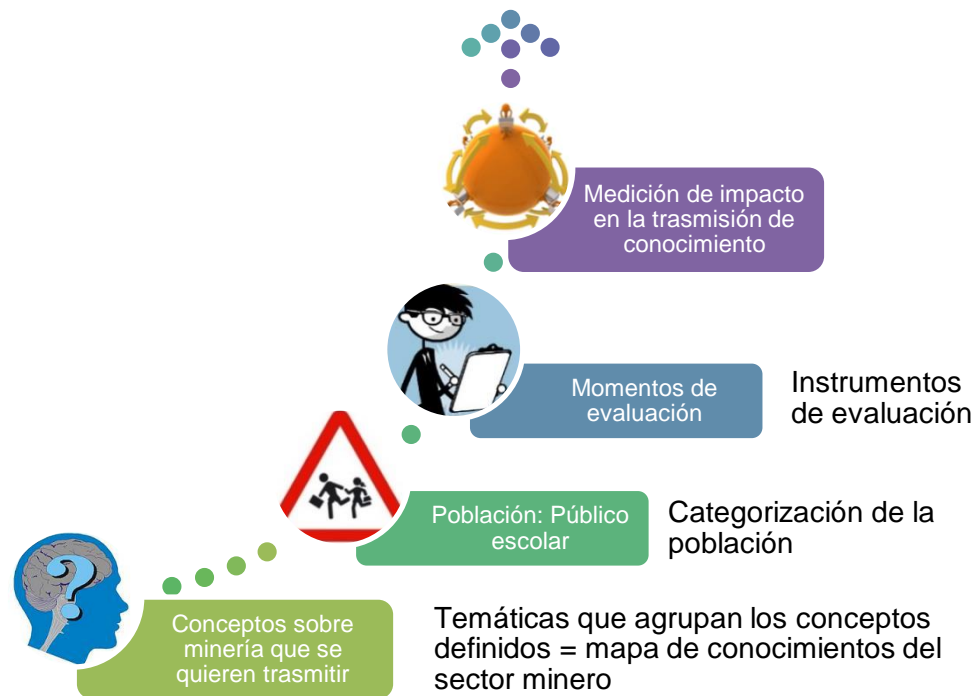 Medición de impacto
en la trasmisión de
conocimiento
Momentos de
evaluación
Instrumentos
de evaluación
Población: Público
escolar
Categorización de la
población
?
Conceptos sobre
minería que se
quieren trasmitir
Temáticas que agrupan los conceptos
definidos = mapa de conocimientos del
sector minero